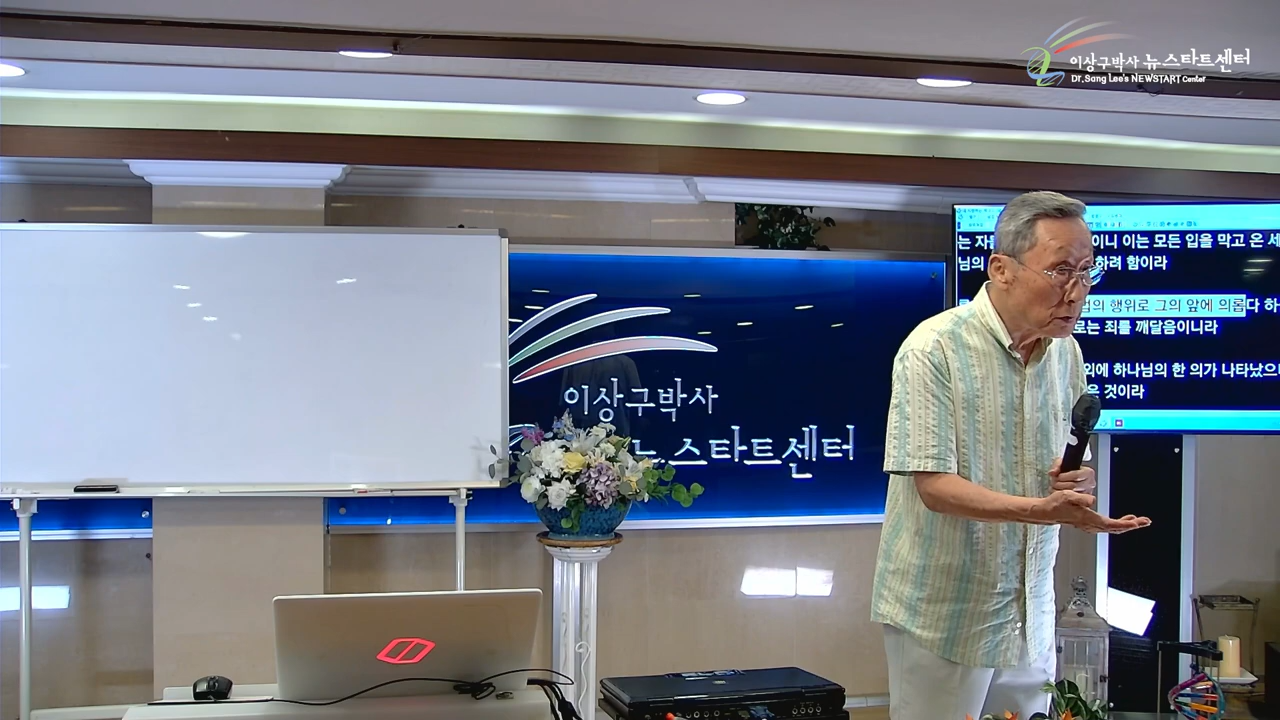 이상구박사 뉴스타트센터
Dr.Sang Lee's NEWSTART Center
는 자 이니 이는 모든 입을 막고 온 세
님의 하려 함이라
의 행위로 그의 앞에 의롭다 하
로는 죄를 깨달음이니라
외에 하나님의 한 의가 나타났으
은 것이라
이상구박사
뉴스타트센터